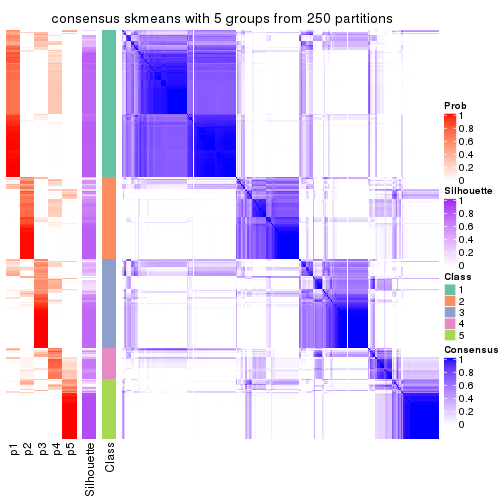 consensus skmeans with 5 groups from 250 partitions
Prob
1
0.8
0.6
0.4
0.2
0
Silhouette
1
0.8
0.6
0.4
0.2
0
Class
1
2
3
4
5
Consensus
1
0.8
0.6
0.4
0.2
0
p1
p2
p3
p4
p5
Silhouette
Class